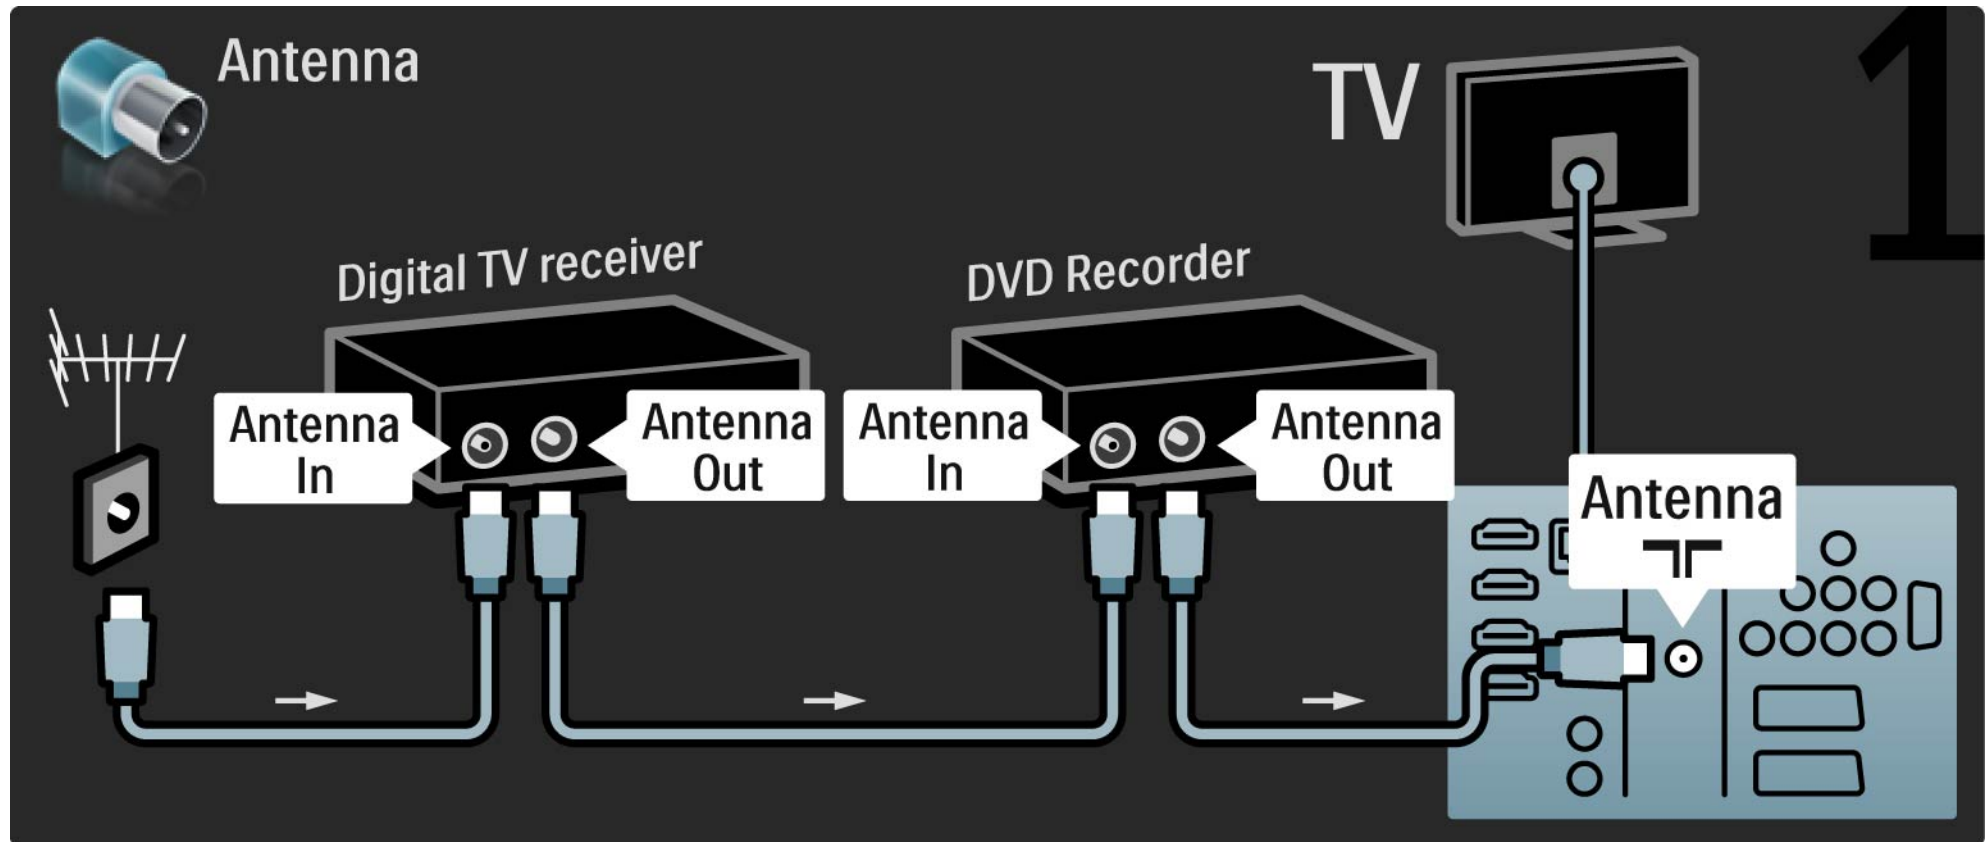 Antenna
TV
1
Digital TV receiver
DVD Recorder
Antenna
In
Antenna
Out
Antenna
In
Antenna
Out
Antenna